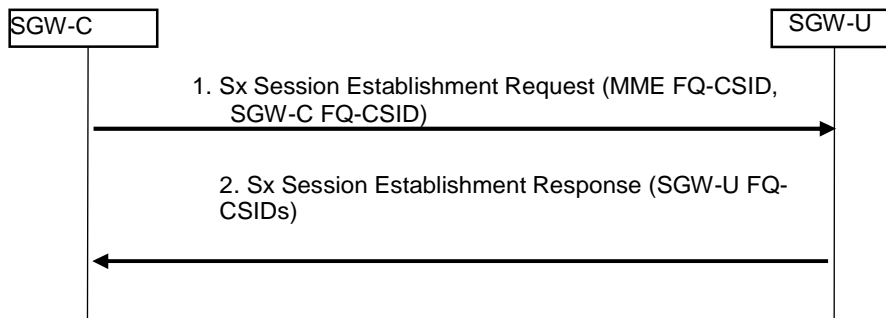 SGW-C
SGW-U
1. Sx Session Establishment Request (MME FQ-CSID,
SGW-C FQ-CSID)
2. Sx Session Establishment Response (SGW-U FQ-
CSIDs)